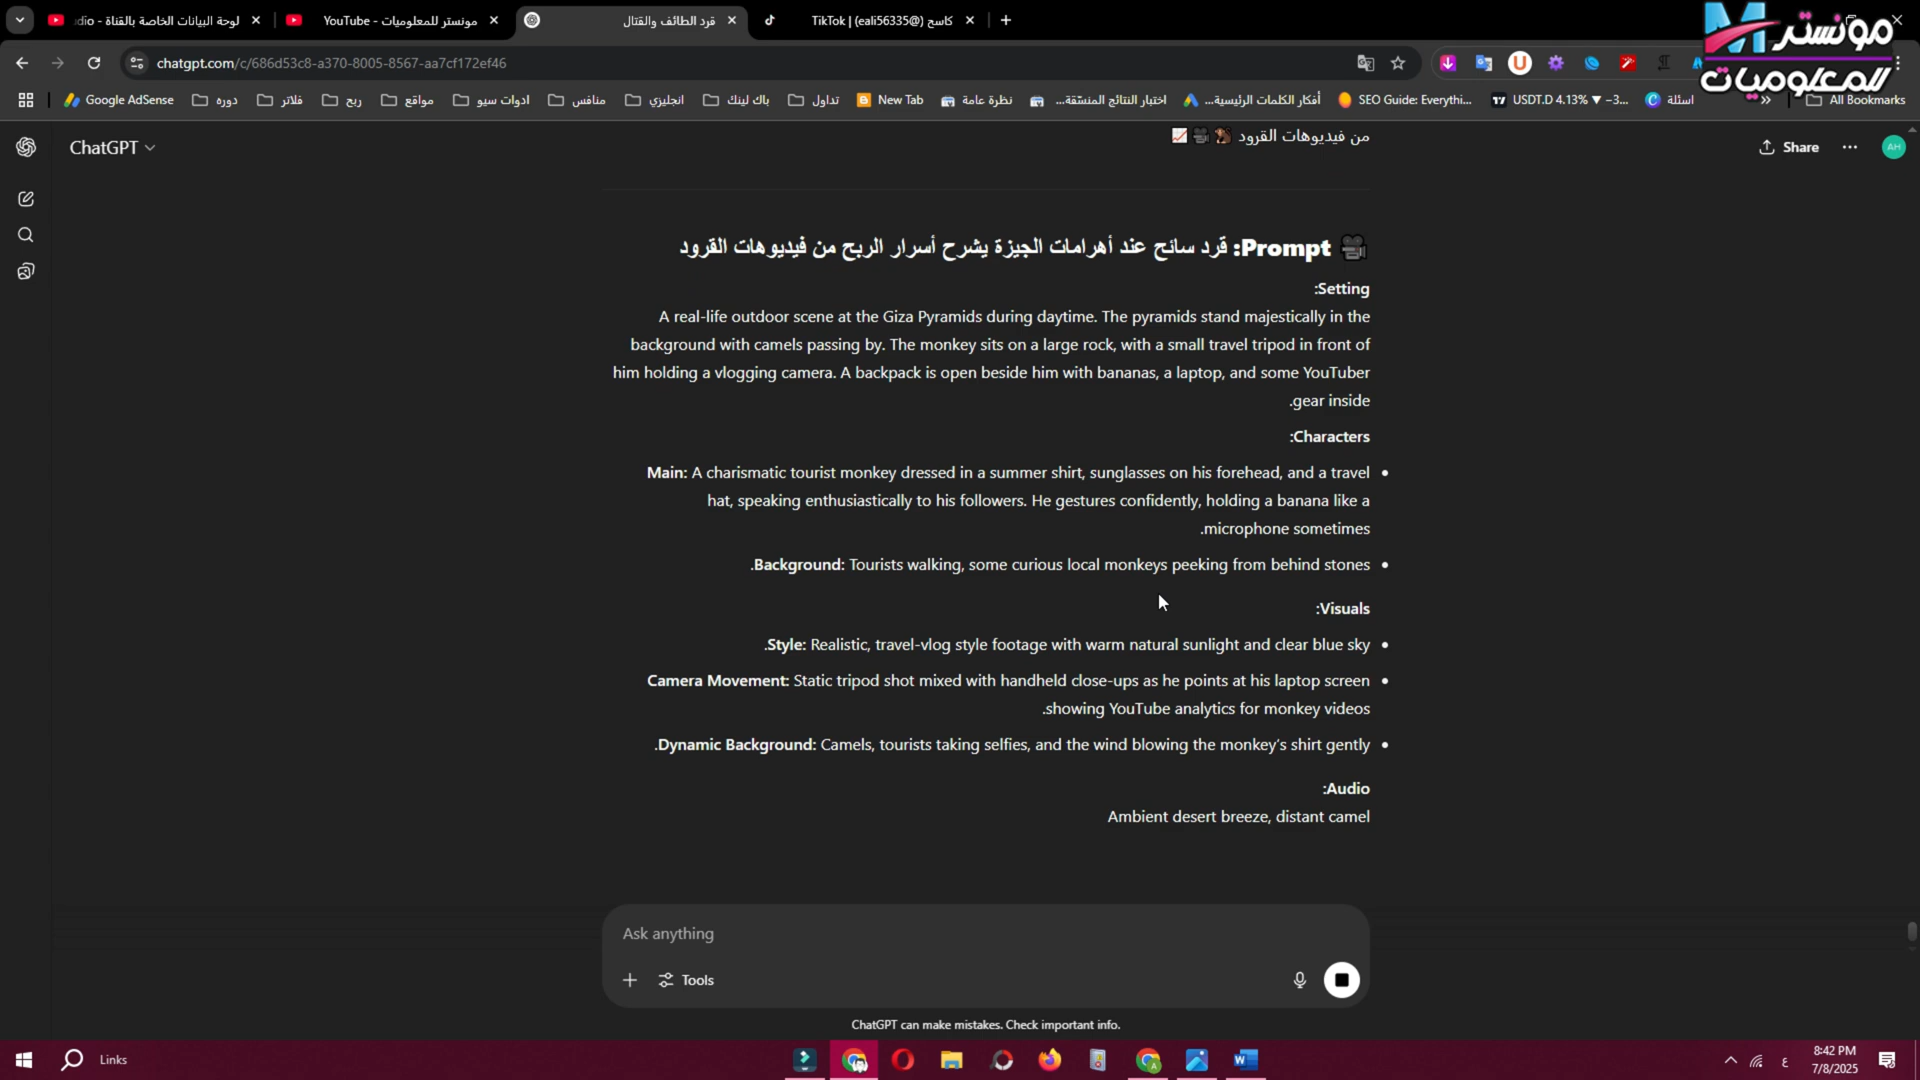 لوحة البيانات الخاصة بالقناة - dio
مونستر للمعلوميات - YouTube
قرد الطائف والقتال
كاسح (@eali56335) | TikTok
مونستر
للمعلوميات
chatgpt.com/c/686d53c8-a370-8005-8567-aa7cf172ef46
Google AdSense
دوره
فلاتر
ربح
مواقع
ادوات سيو
منافس
انجليزي
باك لينك
تداول
New Tab
نظرة عامة
اختبار النتائج المنسّقة...
أفكار الكلمات الرئيسية...
SEO Guide: Everythi...
USDT.D 4.13% ▼ −3...
اسئلة
All Bookmarks
ChatGPT
Share
AH
من فيديوهات القرود 🐒 🎥 📈
🎥 Prompt: قرد سائح عند أهرامات الجيزة يشرح أسرار الربح من فيديوهات القرود
Setting:
A real-life outdoor scene at the Giza Pyramids during daytime. The pyramids stand majestically in the
background with camels passing by. The monkey sits on a large rock, with a small travel tripod in front of
him holding a vlogging camera. A backpack is open beside him with bananas, a laptop, and some YouTuber
gear inside.
Characters:
• Main: A charismatic tourist monkey dressed in a summer shirt, sunglasses on his forehead, and a travel
hat, speaking enthusiastically to his followers. He gestures confidently, holding a banana like a
microphone sometimes.
• Background: Tourists walking, some curious local monkeys peeking from behind stones.
Visuals:
• Style: Realistic, travel-vlog style footage with warm natural sunlight and clear blue sky.
• Camera Movement: Static tripod shot mixed with handheld close-ups as he points at his laptop screen
showing YouTube analytics for monkey videos.
• Dynamic Background: Camels, tourists taking selfies, and the wind blowing the monkey’s shirt gently.
Audio:
Ambient desert breeze, distant camel
Ask anything
Tools
ChatGPT can make mistakes. Check important info.
Links
ع
8:42 PM
7/8/2025